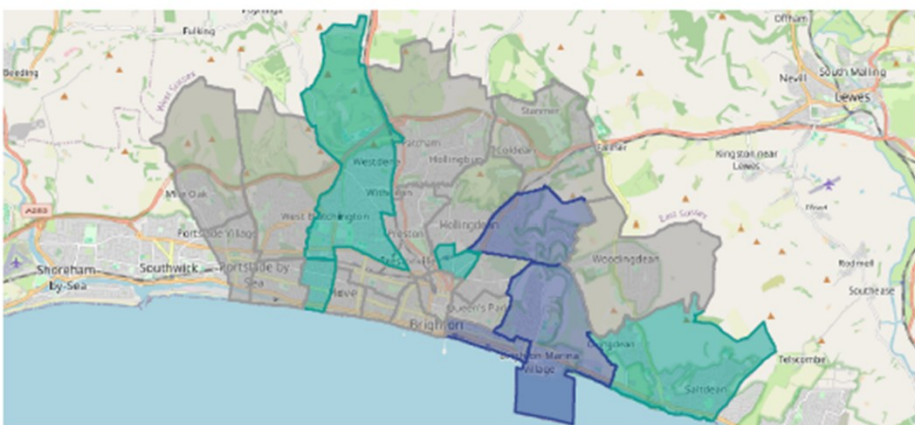 Offham
Fulking
Beeding
South Malling
Nevill
Lewes
West Sussex
Stanmer
Falmer
Patcham
Coldean
Kingston near
Lewes
Westdene
Hollingbury
Mile Oak
Withdean
East Sussex
A283
West Blatchington
Hollingdean
Portslade Village
Preston
Woodingdean
Rodmell
Shoreham-
by-Sea
Southwick
Portslade by
Sea
Southease
Hove
Queen's Park
Brighton
Brighton Marina
Village
Ovingdean
Telscombe
Saltdean